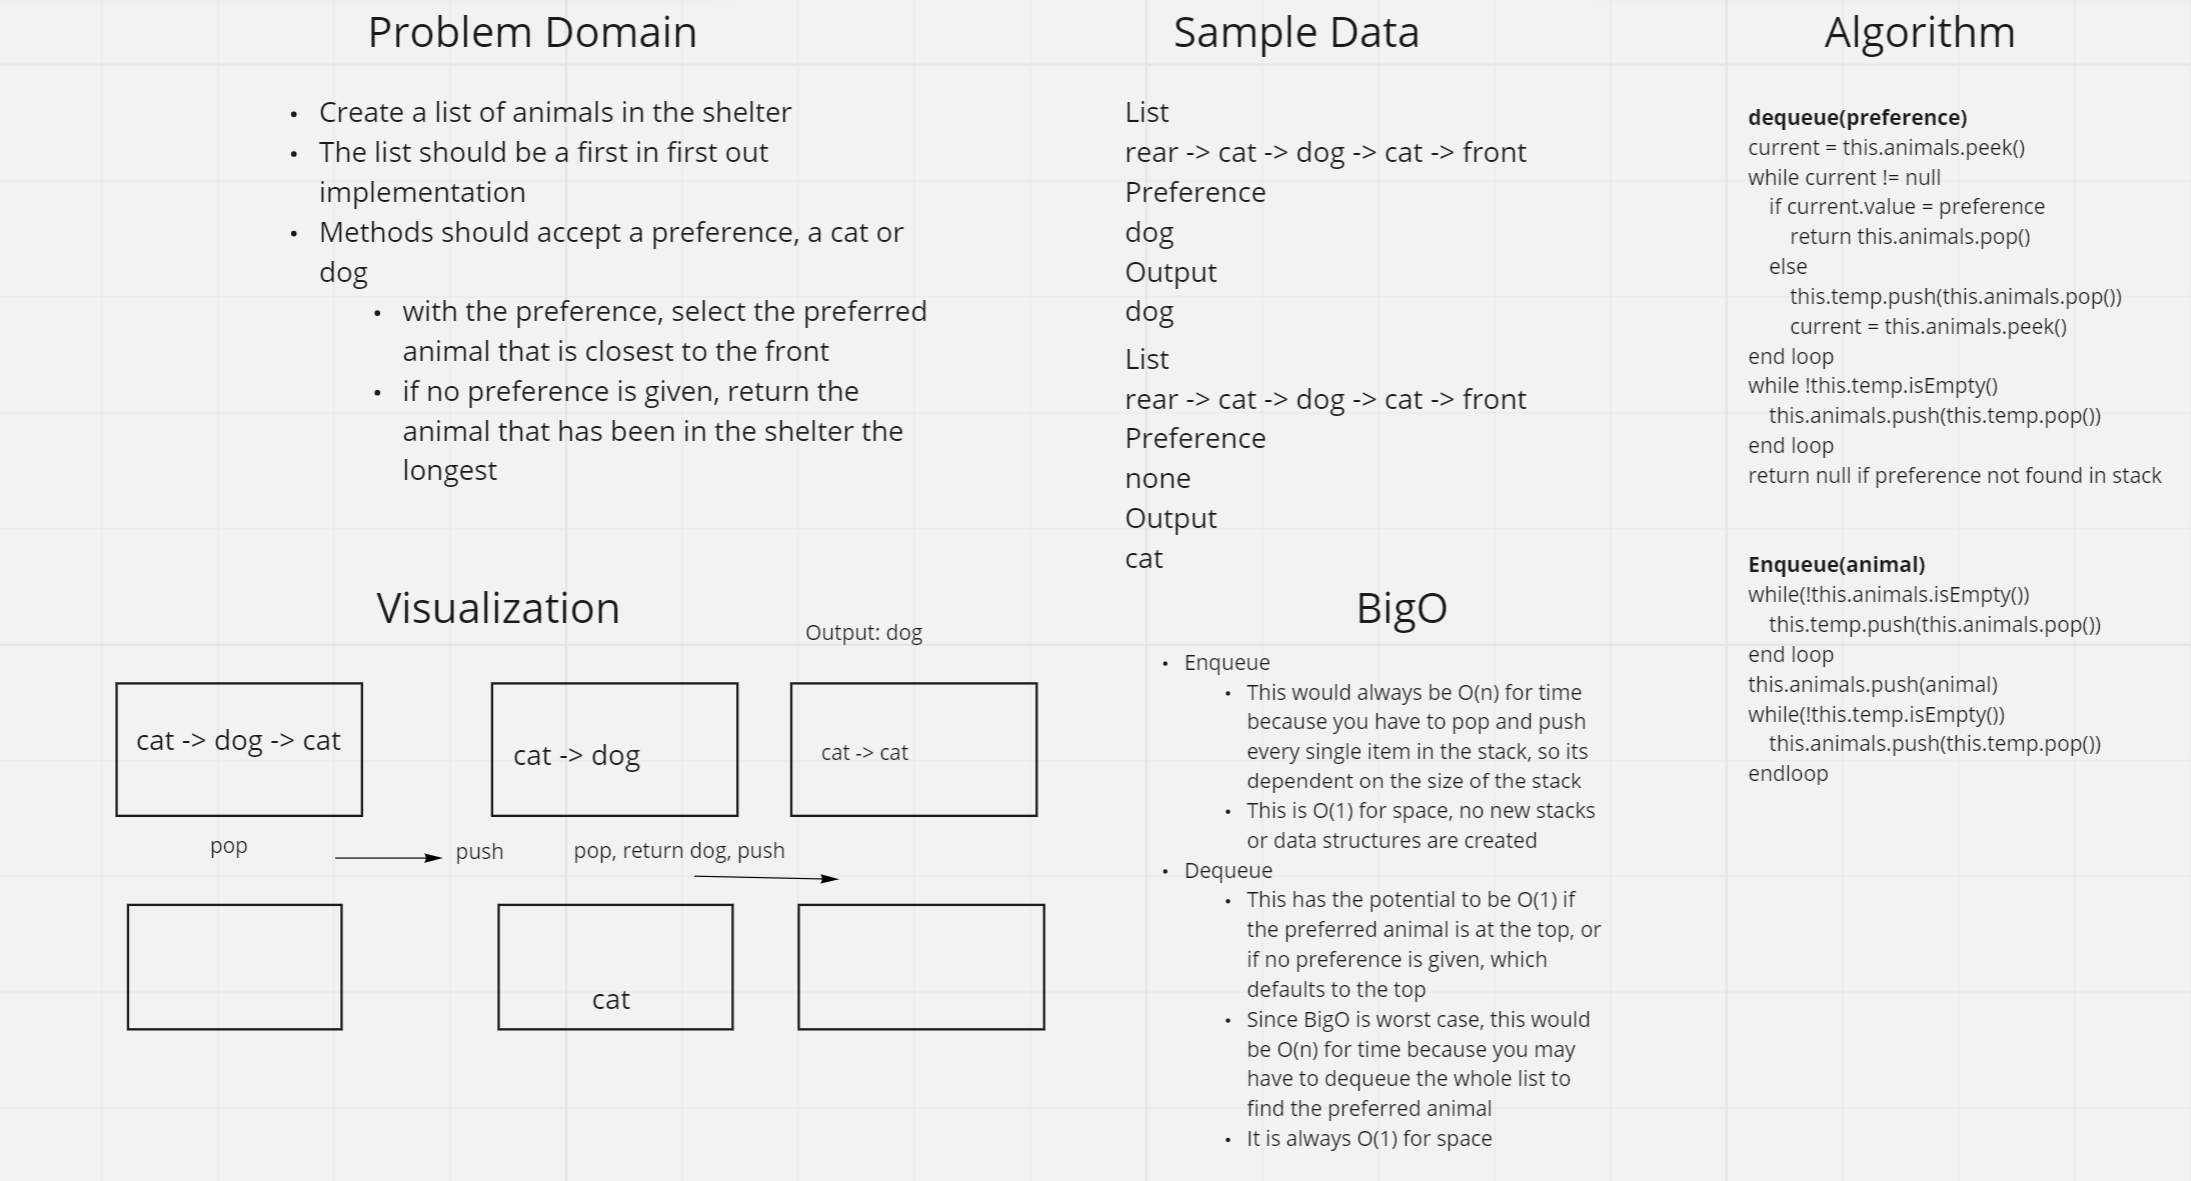 Problem Domain
• Create a list of animals in the shelter
• The list should be a first in first out
implementation
• Methods should accept a preference, a cat or
dog
• with the preference, select the preferred
animal that is closest to the front
• if no preference is given, return the
animal that has been in the shelter the
longest
Sample Data
List
rear -> cat -> dog -> cat -> front
Preference
dog
Output
dog
List
rear -> cat -> dog -> cat -> front
Preference
none
Output
cat
Algorithm
dequeue(preference)
current = this.animals.peek()
while current != null
if current.value = preference
return this.animals.pop()
else
this.temp.push(this.animals.pop())
current = this.animals.peek()
end loop
while !this.temp.isEmpty()
this.animals.push(this.temp.pop())
end loop
return null if preference not found in stack
Enqueue(animal)
while(!this.animals.isEmpty())
this.temp.push(this.animals.pop())
end loop
this.animals.push(animal)
while(!this.temp.isEmpty())
this.animals.push(this.temp.pop())
endloop
Visualization
Output: dog
cat -> dog -> cat
cat -> dog
cat -> cat
pop
push
pop, return dog, push
cat
BigO
• Enqueue
• This would always be O(n) for time
because you have to pop and push
every single item in the stack, so its
dependent on the size of the stack
• This is O(1) for space, no new stacks
or data structures are created
• Dequeue
• This has the potential to be O(1) if
the preferred animal is at the top, or
if no preference is given, which
defaults to the top
• Since BigO is worst case, this would
be O(n) for time because you may
have to dequeue the whole list to
find the preferred animal
• It is always O(1) for space